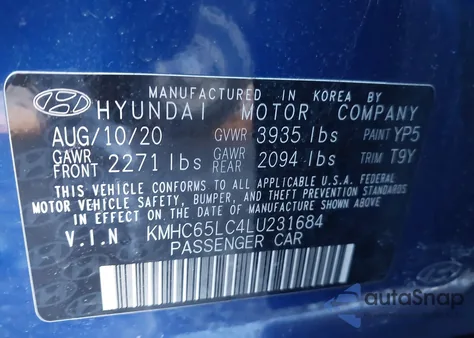 MANUFACTURED IN KOREA BY
HYUNDAI MOTOR COMPANY
AUG/10/20 GVWR 3935 lbs PAINT YP5
GAWR FRONT 2271 lbs GAWR REAR 2094 lbs TRIM T9Y
THIS VEHICLE CONFORMS TO ALL APPLICABLE U.S.A. FEDERAL
MOTOR VEHICLE SAFETY, BUMPER, AND THEFT PREVENTION STANDARDS
IN EFFECT ON THE DATE OF MANUFACTURE SHOWN ABOVE.
V.I.N KMHC65LC4LU231684
PASSENGER CAR
autoSnap